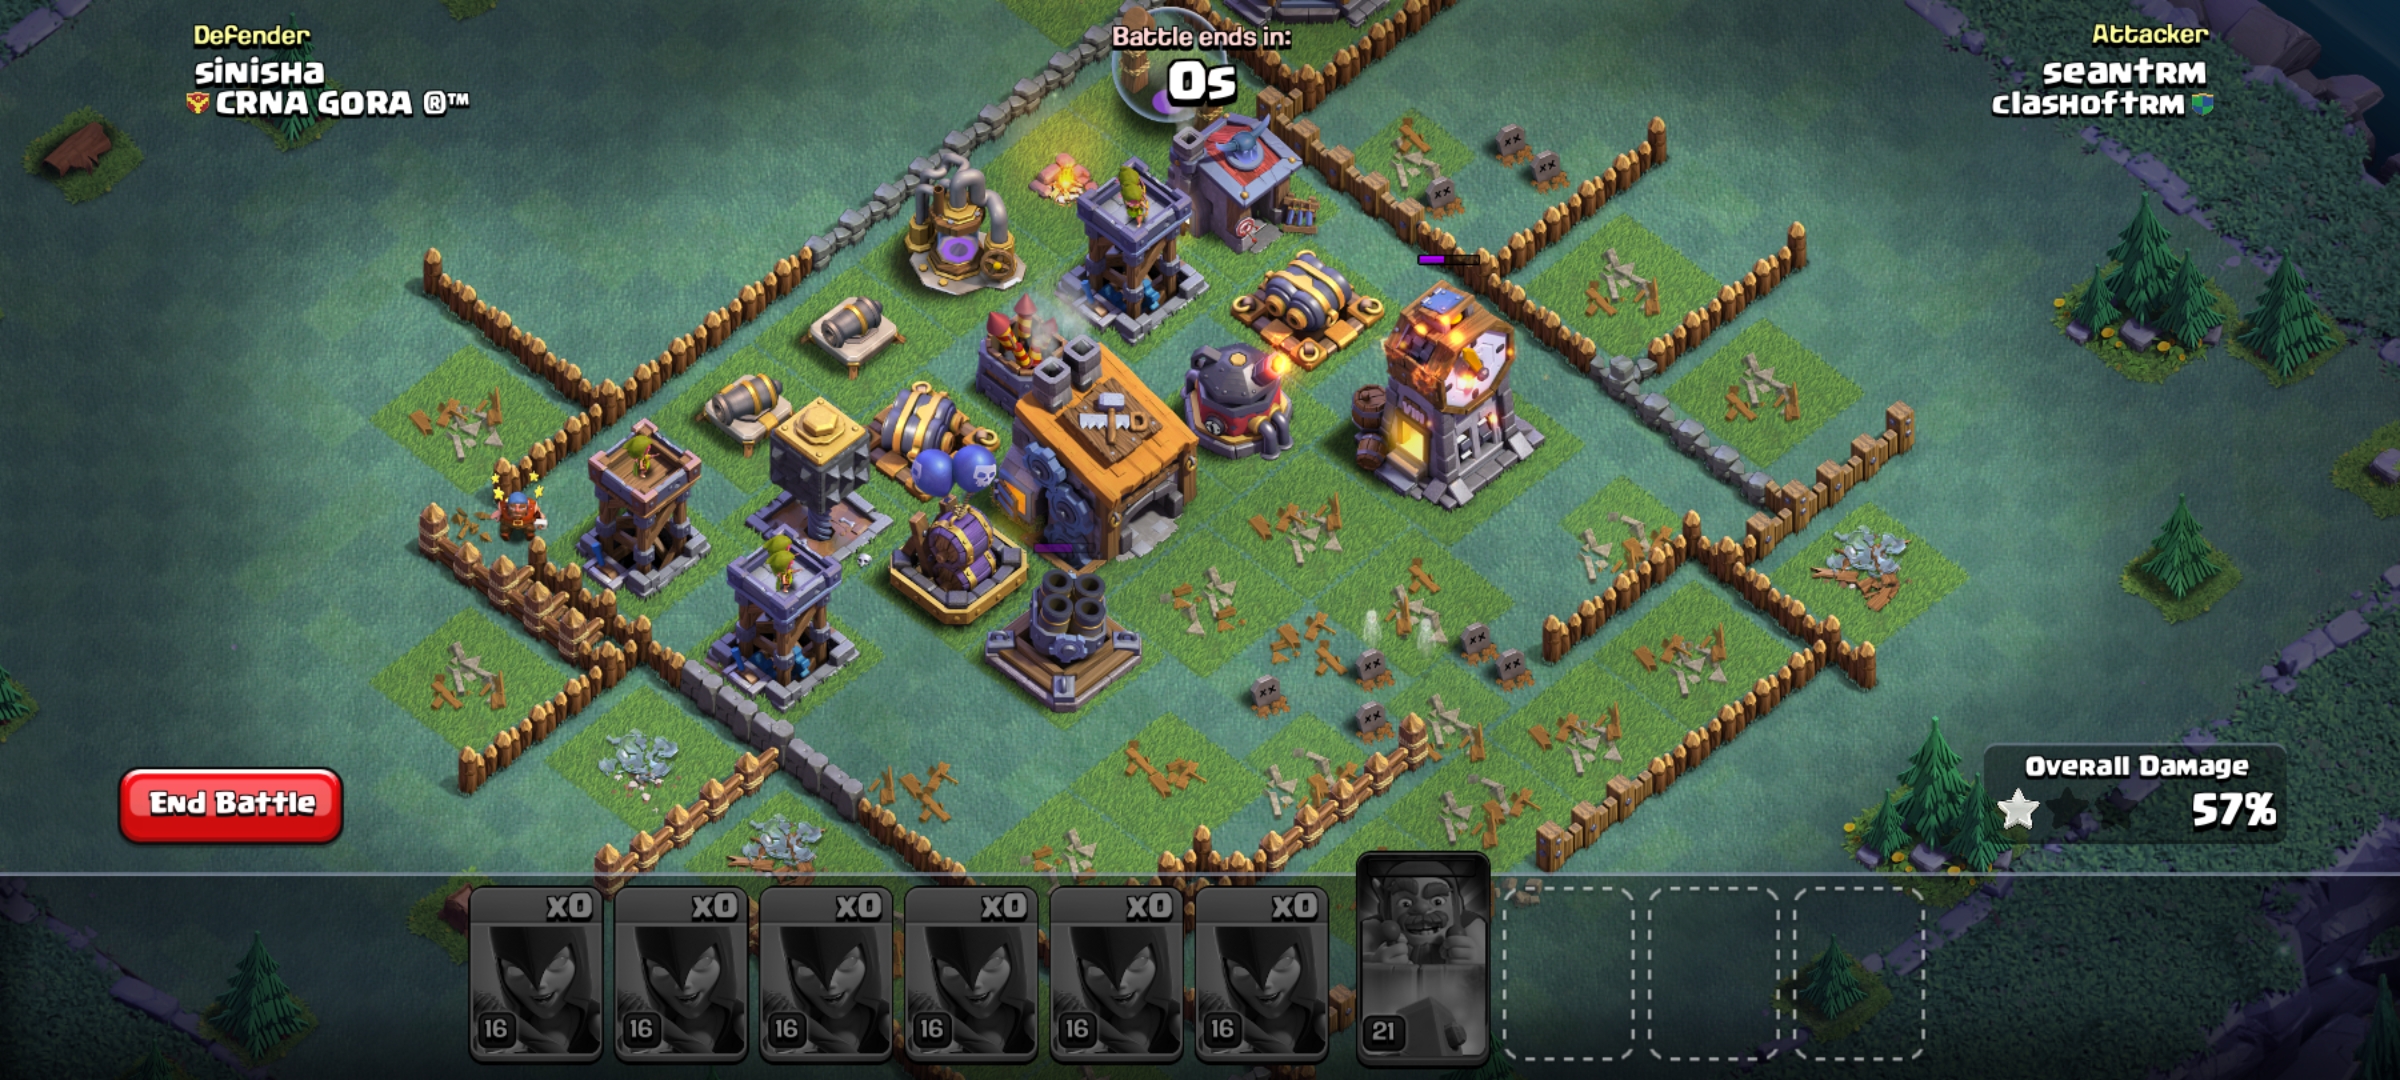 Defender
siNisHa
CRNA GORA ®™
Battle ends in:
0s
Attacker
seantRM
clasHoftRM
VIII
End Battle
Overall Damage
57%
x0
x0
x0
x0
x0
x0
16
16
16
16
16
16
21